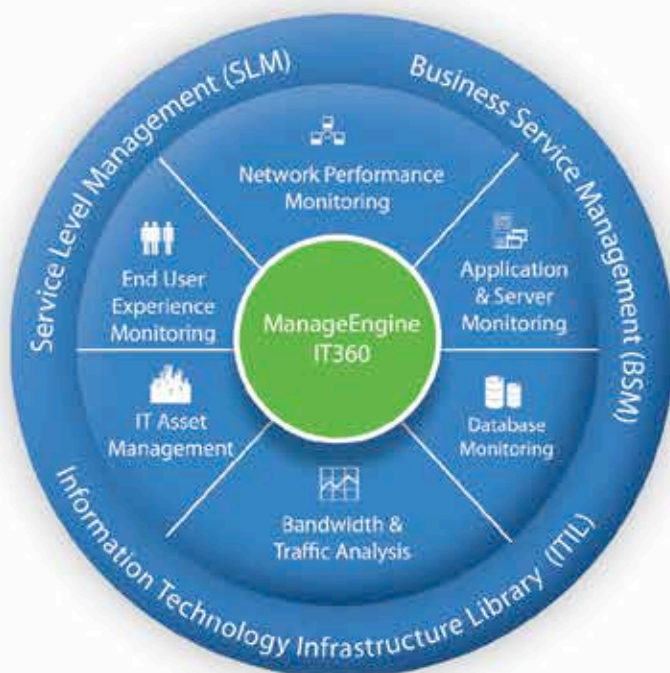 Service Level Management (SLM)
Business Service Management (BSM)
Information Technology Infrastructure Library (ITIL)
Network Performance
Monitoring
Application
& Server
Monitoring
Database
Monitoring
Bandwidth &
Traffic Analysis
IT Asset
Management
End User
Experience
Monitoring
ManageEngine
IT360